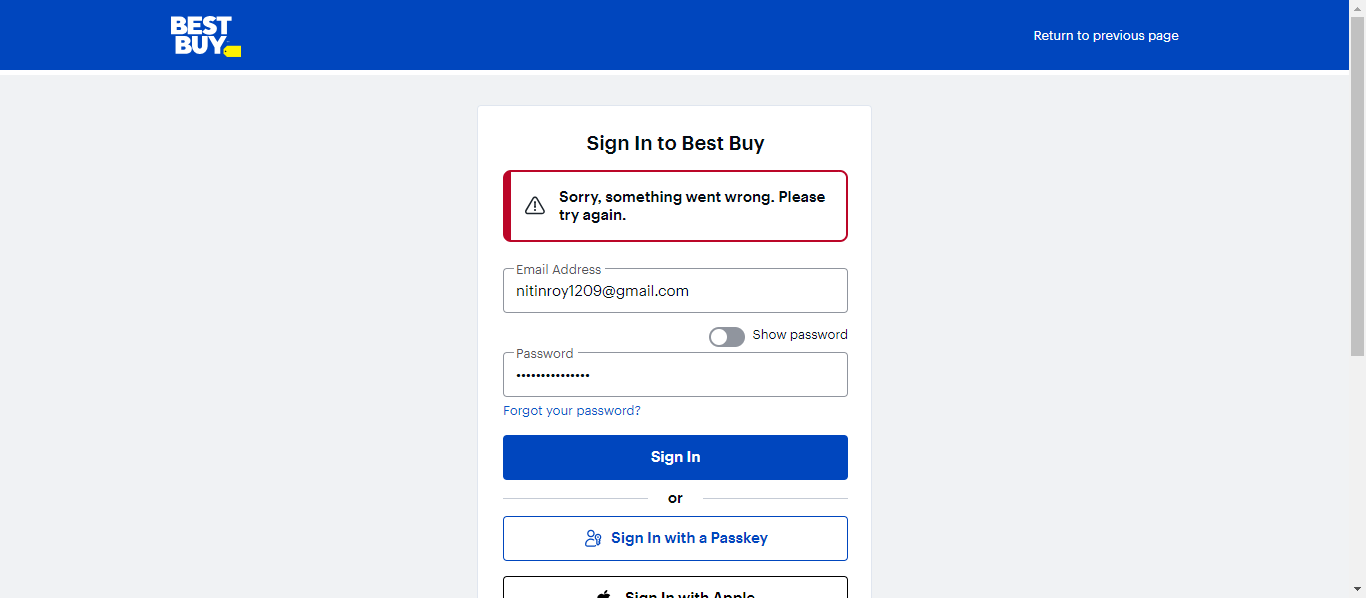 BEST
BUY
Return to previous page
Sign In to Best Buy
Sorry, something went wrong. Please
try again.
Email Address
nitinroy1209@gmail.com
Show password
Password
•••••••••••••••
Forgot your password?
Sign In
or
Sign In with a Passkey
Sign In with Apple